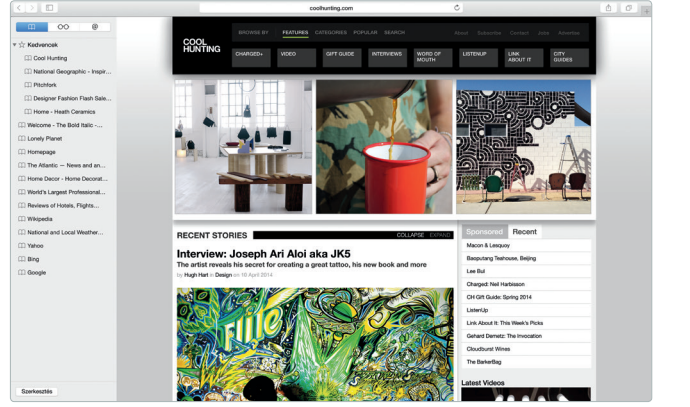 coolhunting.com
@
Kedvencek
Cool Hunting
National Geographic - Inspir...
Pitchfork
Designer Fashion Flash Sale...
Home - Heath Ceramics
Welcome - The Bold Italic -...
Lonely Planet
Homepage
The Atlantic — News and an...
Home Decor - Home Decorat...
World's Largest Professional...
Reviews of Hotels, Flights...
Wikipedia
National and Local Weather...
Yahoo
Bing
Google
Szerkesztés
COOL
HUNTING
BROWSE BY FEATURES CATEGORIES POPULAR SEARCH
About Subscribe Contact Jobs Advertise
CHARGED+ VIDEO GIFT GUIDE INTERVIEWS WORD OF MOUTH LISTENUP LINK ABOUT IT CITY GUIDES
RECENT STORIES COLLAPSE EXPAND
Interview: Joseph Ari Aloi aka JK5
The artist reveals his secret for creating a great tattoo, his new book and more
by Hugh Hart in Design on 10 April 2014
Sponsored Recent
Macon & Lesquoy
Baoputang Teahouse, Beijing
Lee Bul
Charged: Neil Harbisson
CH Gift Guide: Spring 2014
ListenUp
Link About It: This Week's Picks
Gehard Demetz: The Invocation
Cloudburst Wines
The BarkerBag
Latest Videos